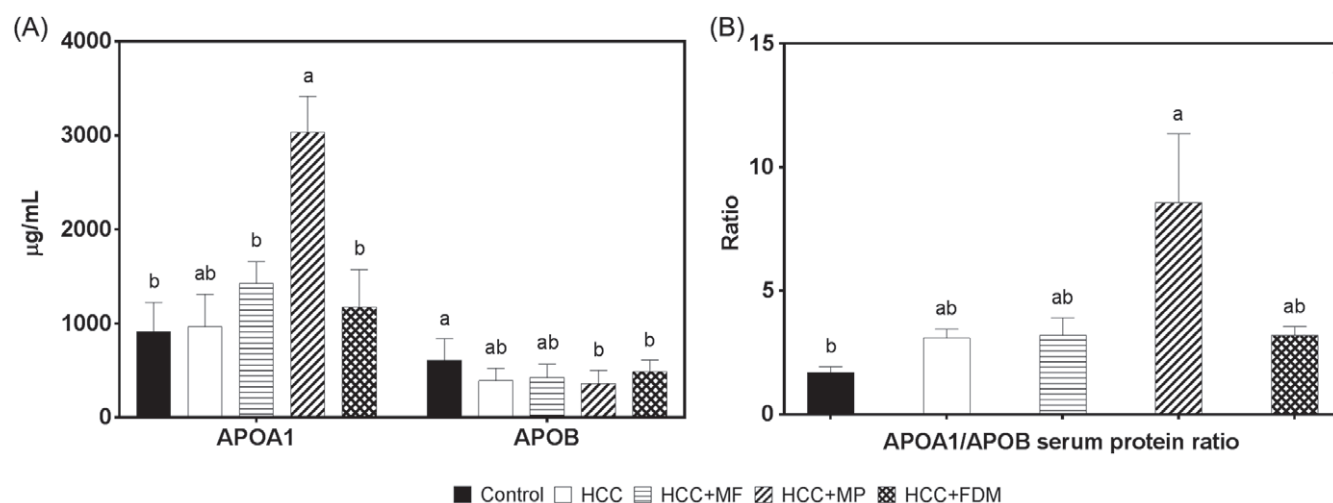 (A)
4000
3000
2000
1000
0
μg/mL
b
ab
b
a
b
a
ab
ab
b
b
APOA1
APOB
(B)
15
10
5
0
Ratio
b
ab
ab
a
ab
APOA1/APOB serum protein ratio
Control HCC HCC+MF HCC+MP HCC+FDM